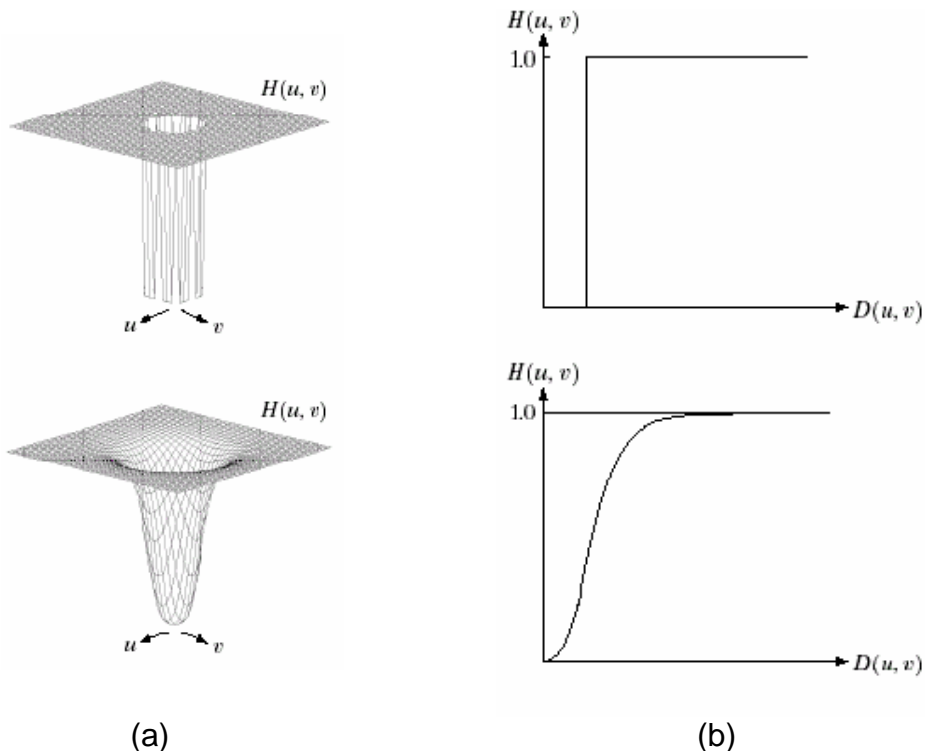 H(u, v)
1.0
H(u, v)
D(u, v)
u
v
H(u, v)
1.0
H(u, v)
D(u, v)
u
v
(a)
(b)